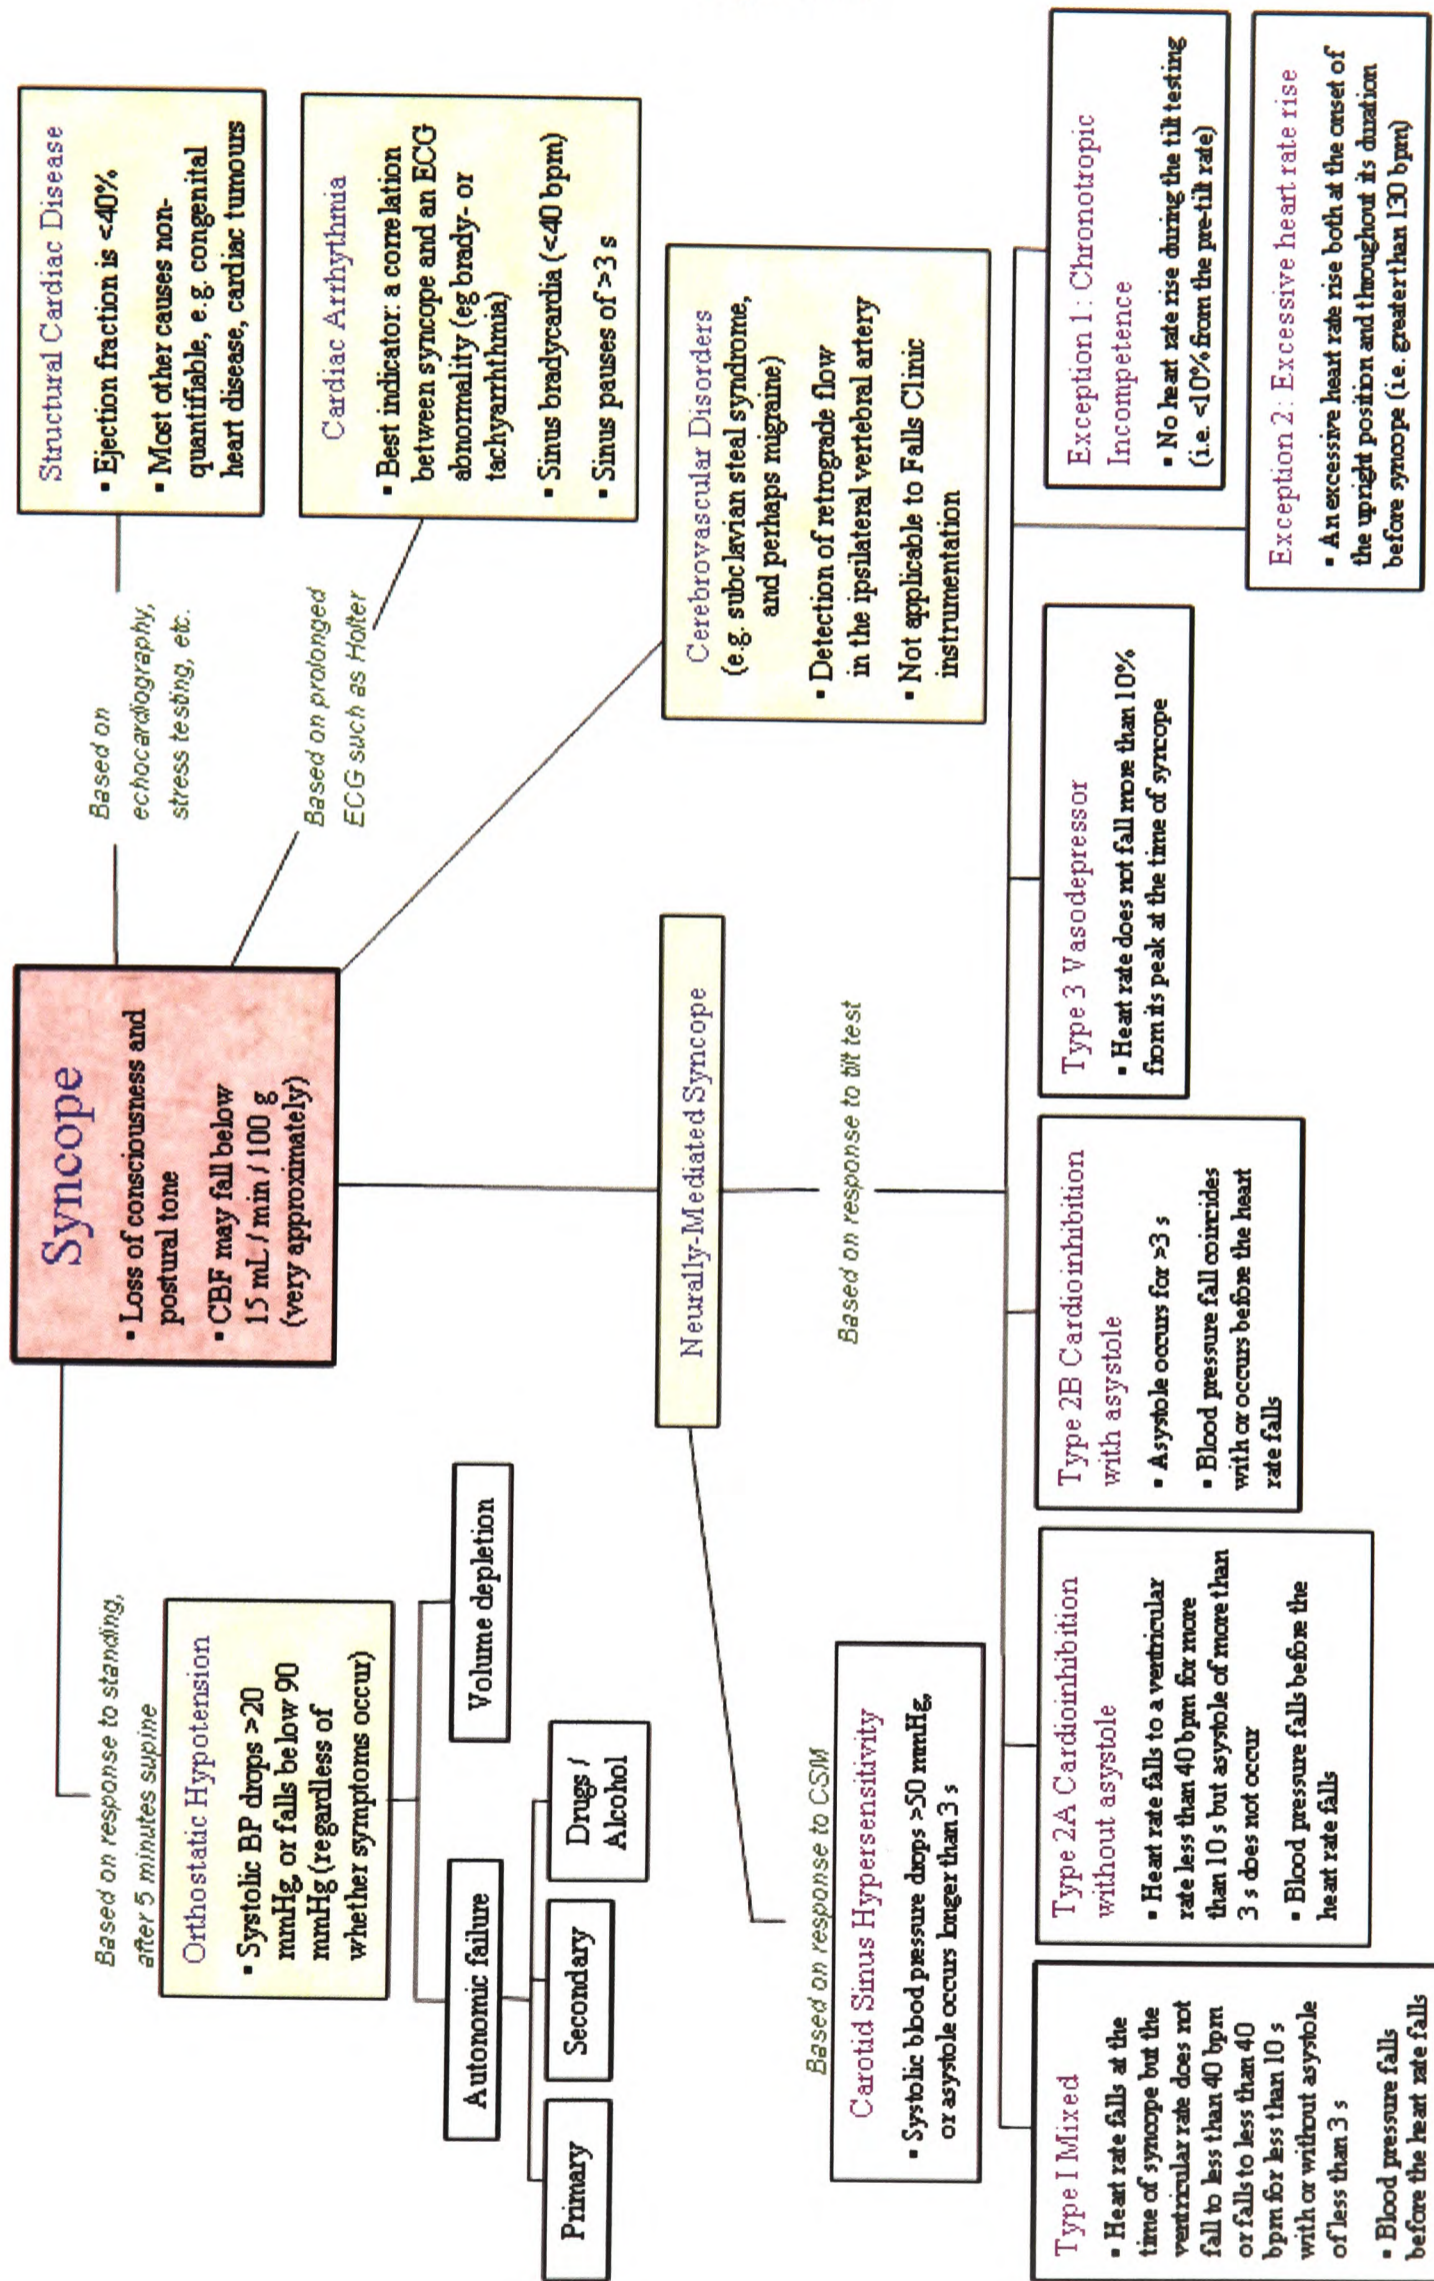 Syncope
▪ Loss of consciousness and
postural tone
▪ CBF may fall below
15 mL / min / 100 g
(very approximately)
Based on response to standing,
after 5 minutes supine
Orthostatic Hypotension
▪ Systolic BP drops >20
mmHg, or falls below 90
mmHg (regardless of
whether symptoms occur)
Autonomic failure
Volume depletion
Primary
Secondary
Drugs /
Alcohol
Based on
echocardiography,
stress testing, etc.
Structural Cardiac Disease
▪ Ejection fraction is <40%
▪ Most other causes non-
quantifiable, e.g. congenital
heart disease, cardiac tumours
Based on prolonged
ECG such as Holter
Cardiac Arrhythmia
▪ Best indicator: a correlation
between syncope and an ECG
abnormality (eg brady- or
tachyarrhthmia)
▪ Sinus bradycardia (<40 bpm)
▪ Sinus pauses of >3 s
Cerebrovascular Disorders
(e.g. subclavian steal syndrome,
and perhaps migraine)
▪ Detection of retrograde flow
in the ipsilateral vertebral artery
▪ Not applicable to Falls Clinic
instrumentation
Neurally-Mediated Syncope
Based on response to CSM
Carotid Sinus Hypersensitivity
▪ Systolic blood pressure drops >50 mmHg,
or asystole occurs longer than 3 s
Based on response to tilt test
Type I Mixed
▪ Heart rate falls at the
time of syncope but the
ventricular rate does not
fall to less than 40 bpm
or falls to less than 40
bpm for less than 10 s
with or without asystole
of less than 3 s
▪ Blood pressure falls
before the heart rate falls
Type 2A Cardioinhibition
without asystole
▪ Heart rate falls to a ventricular
rate less than 40 bpm for more
than 10 s but asystole of more than
3 s does not occur
▪ Blood pressure falls before the
heart rate falls
Type 2B Cardioinhibition
with asystole
▪ Asystole occurs for >3 s
▪ Blood pressure fall coincides
with or occurs before the heart
rate falls
Type 3 Vasodepressor
▪ Heart rate does not fall more than 10%
from its peak at the time of syncope
Exception 1: Chronotropic
Incompetence
▪ No heart rate rise during the tilt testing
(i.e. <10% from the pre-tilt rate)
Exception 2: Excessive heart rate rise
▪ An excessive heart rate rise both at the onset of
the upright position and throughout its duration
before syncope (i.e. greater than 130 bpm)